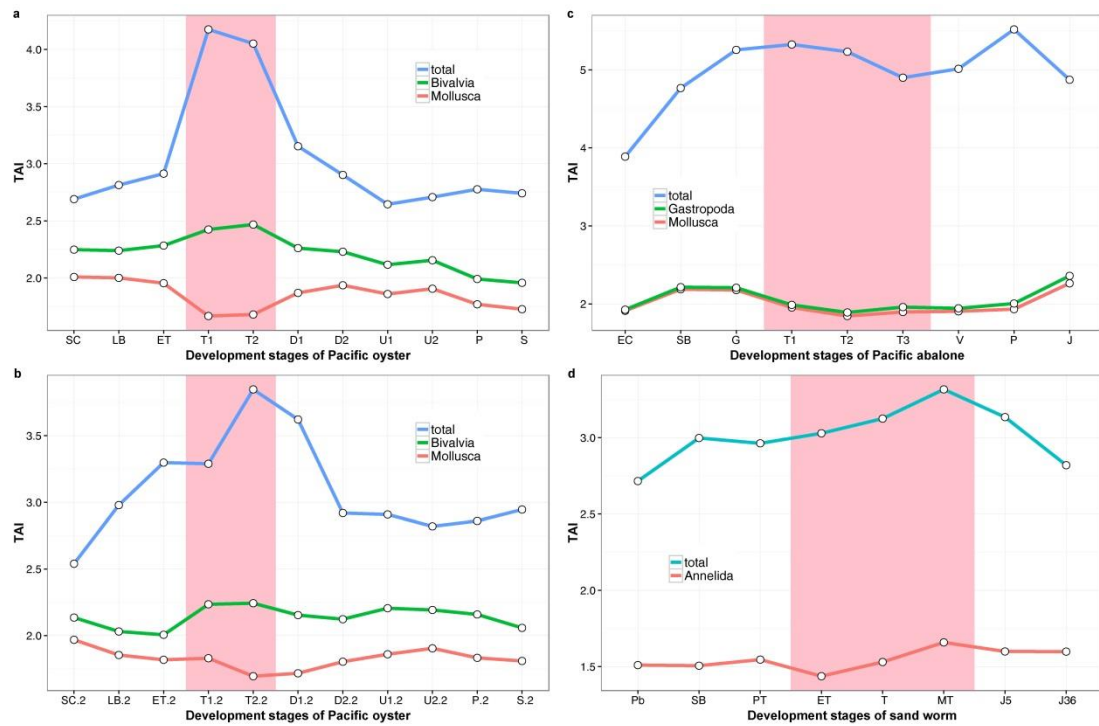 a
4.0
3.5
3.0
2.5
2.0
TAI
total
Bivalvia
Mollusca
SC LB ET T1 T2 D1 D2 U1 U2 P S
Development stages of Pacific oyster
b
3.5
3.0
2.5
2.0
TAI
total
Bivalvia
Mollusca
SC.2 LB.2 ET.2 T1.2 T2.2 D1.2 D2.2 U1.2 U2.2 P.2 S.2
Development stages of Pacific oyster
c
5
4
3
2
TAI
total
Gastropoda
Mollusca
EC SB G T1 T2 T3 V P J
Development stages of Pacific abalone
d
3.0
2.5
2.0
1.5
TAI
total
Annelida
Pb SB PT ET T MT J5 J36
Development stages of sand worm